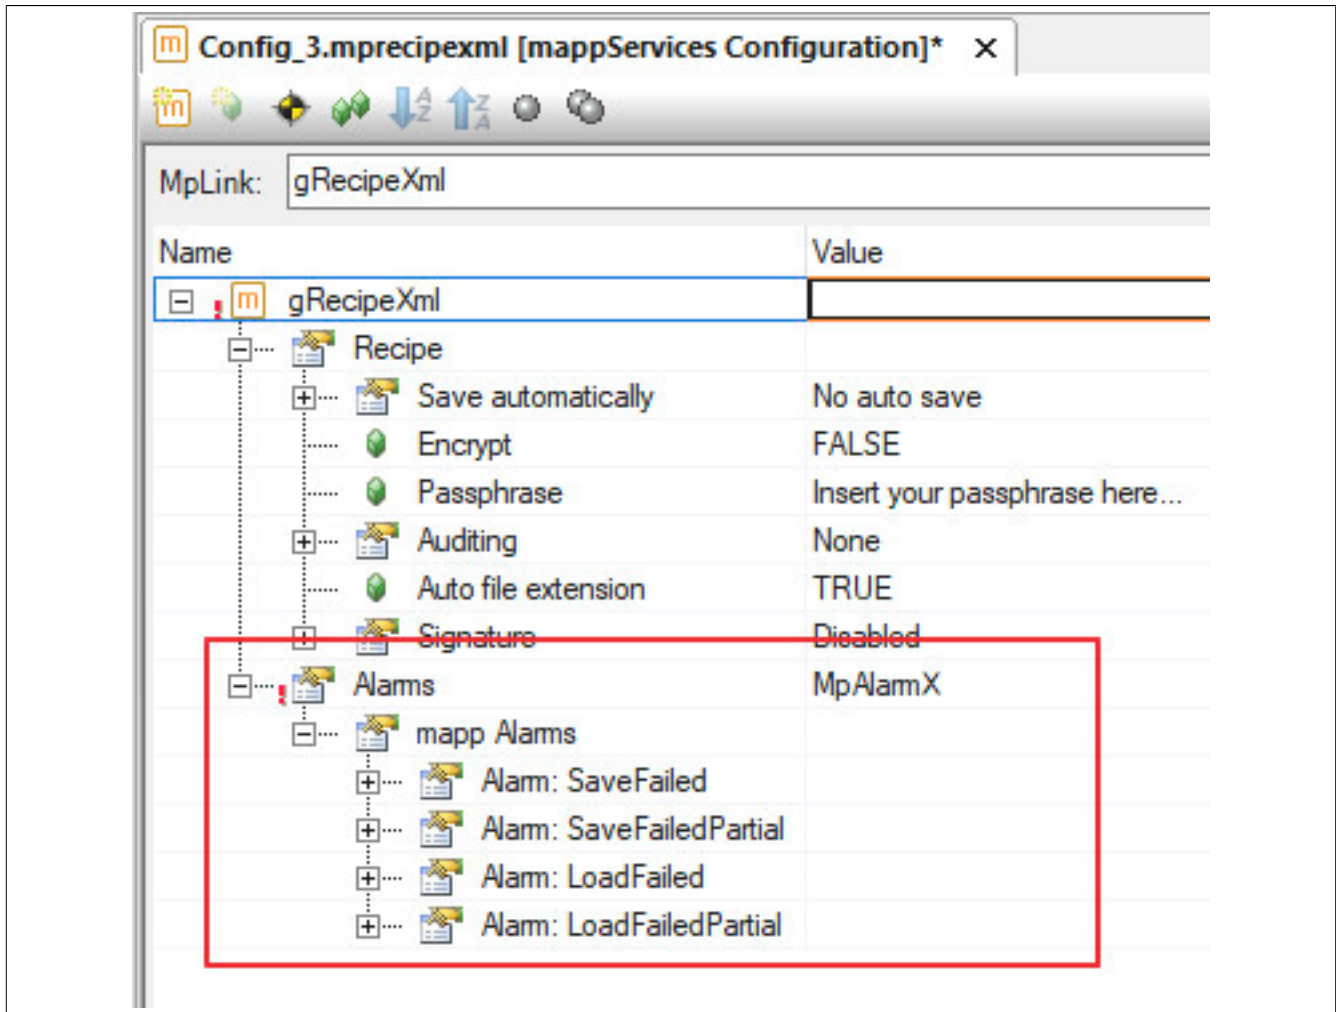 Config_3.mprecipexml [mappServices Configuration]* X
MpLink: gRecipeXml
Name Value
gRecipeXml
Recipe
Save automatically No auto save
Encrypt FALSE
Passphrase Insert your passphrase here...
Auditing None
Auto file extension TRUE
Signature Disabled
Alarms MpAlarmX
mapp Alarms
Alarm: SaveFailed
Alarm: SaveFailedPartial
Alarm: LoadFailed
Alarm: LoadFailedPartial